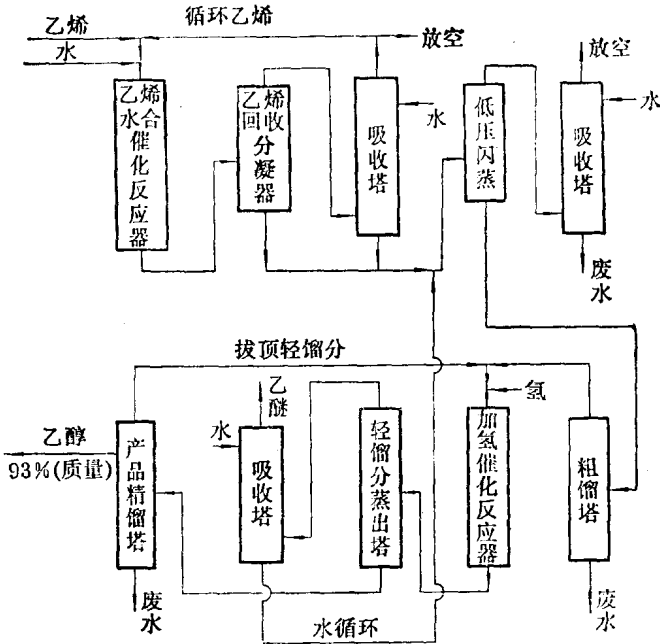 乙烯
水
循环乙烯
放空
乙烯水合催化反应器
乙烯回收分凝器
吸收塔
水
低压闪蒸
放空
吸收塔
水
废水
拔顶轻馏分
乙醇
93%(质量)
产品精馏塔
废水
水
乙醚
吸收塔
轻馏分蒸出塔
氢
加氢催化反应器
粗馏塔
废水
水循环